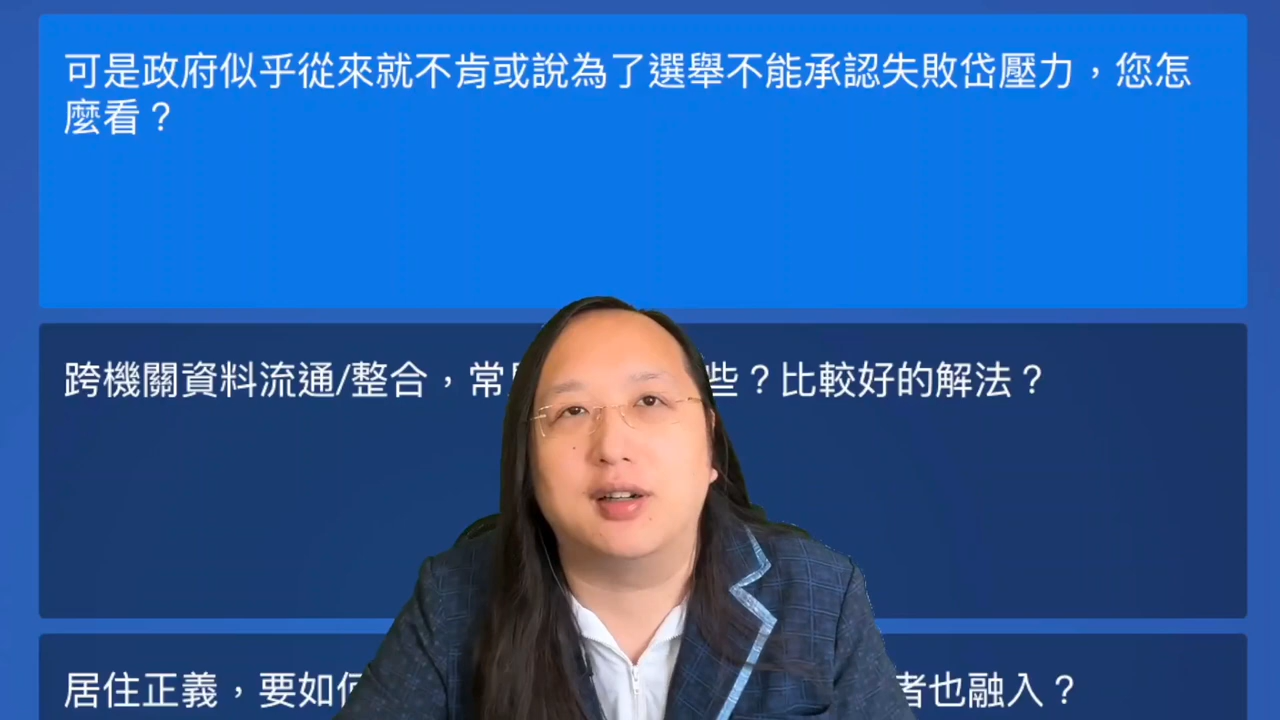 可是政府似乎從來就不肯或說為了選舉不能承認失敗岱壓力，您怎
麼看？
跨機關資料流通/整合，常 些？比較好的解法？
居住正義，要如 者也融入？